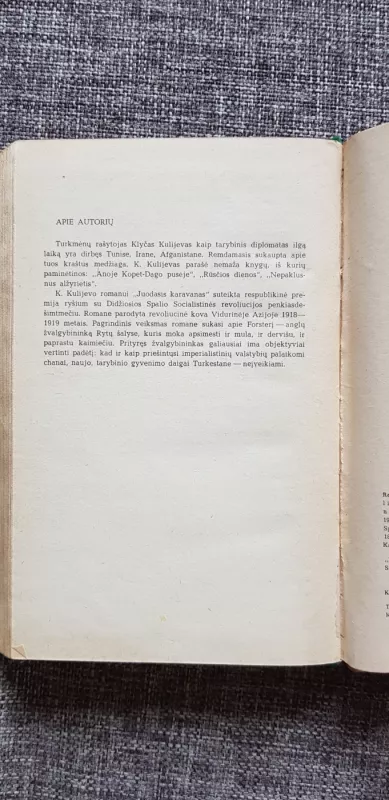 APIE AUTORIŲ
Turkmėnų rašytojas Klyčas Kulijevas kaip tarybinis diplomatas ilgą
laiką yra dirbęs Tunise, Irane, Afganistane. Remdamasis sukaupta apie
tuos kraštus medžiaga, K. Kulijevas parašė nemaža knygų, iš kurių
paminėtinos: „Anoje Kopet-Dago pusėje", „Rūsčios dienos", „Nepaklus-
nus alžyrietis".
K. Kulijevo romanui „Juodasis karavanas" suteikta respublikinė pre-
mija ryšium su Didžiosios Spalio Socialistinės revoliucijos penkiasde-
šimtmečiu. Romane parodyta revoliucinė kova Vidurinėje Azijoje 1918—
1919 metais. Pagrindinis veiksmas romane sukasi apie Forsterį — anglų
žvalgybininką Rytų šalyse, kuris moka apsimesti ir mula, ir dervišu, ir
paprastu kaimiečiu. Prityręs žvalgybininkas galiausiai ima objektyviai
vertinti padėtį: kad ir kaip priešintųsi imperialistinių valstybių palaikomi
chanai, naujo, tarybinio gyvenimo daigai Turkestane — neįveikiami.